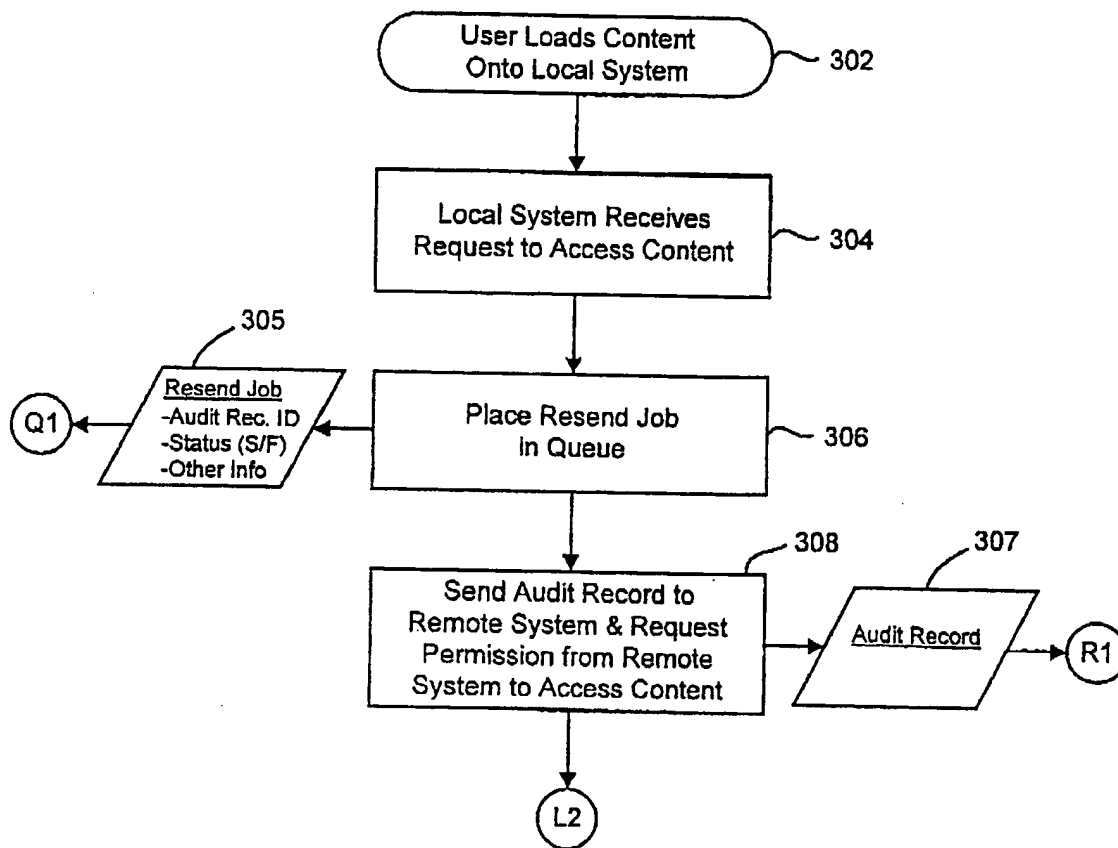 User Loads Content
Onto Local System
302
Local System Receives
Request to Access Content
304
305
Resend Job
-Audit Rec. ID
-Status (S/F)
-Other Info
Q1
Place Resend Job
in Queue
306
308
Send Audit Record to
Remote System & Request
Permission from Remote
System to Access Content
307
Audit Record
R1
L2